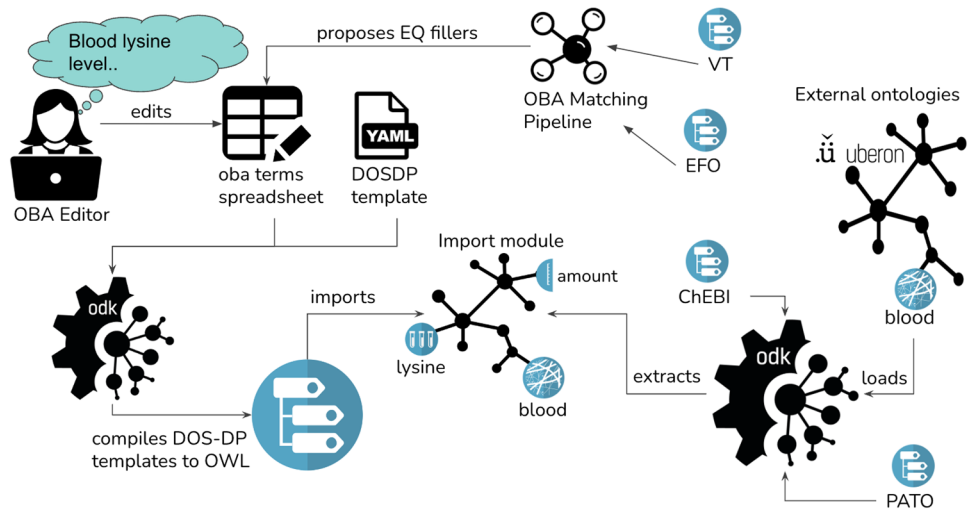 Blood lysine
level..
proposes EQ fillers
VT
edits
OBA Matching
Pipeline
External ontologies
YAML
.ǚ uberon
EFO
oba terms
spreadsheet
DOSDP
template
OBA Editor
Import module
amount
ChEBI
odk
imports
blood
lysine
odk
extracts
loads
blood
compiles DOS-DP
templates to OWL
PATO